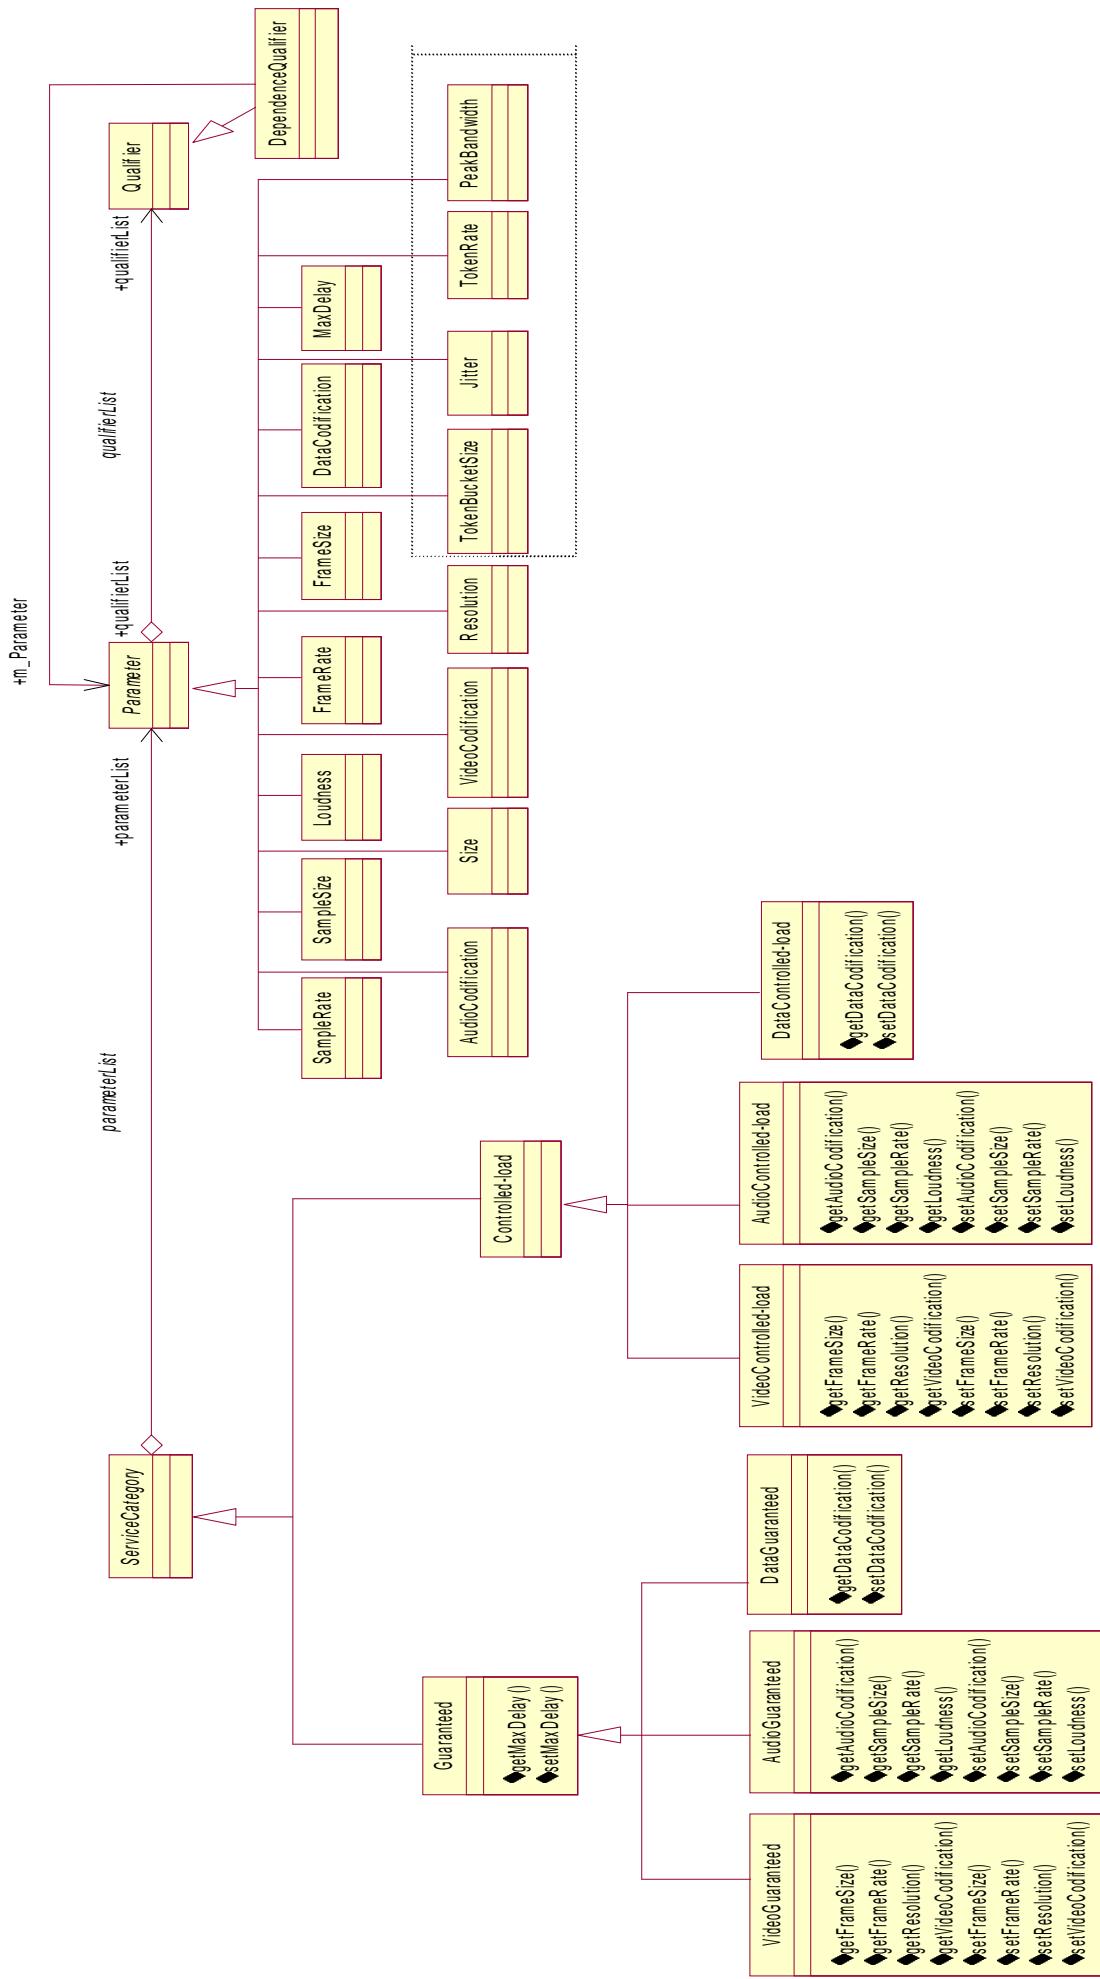 ServiceCategory
parameterList
+parameterList
Parameter
+m_Parameter
+qualifierList
qualifierList
+qualifierList
Qualifier
DependenceQualifier
SampleRate
SampleSize
Loudness
FrameRate
FrameSize
DataCodification
MaxDelay
AudioCodification
Size
VideoCodification
Resolution
TokenBucketSize
Jitter
TokenRate
PeakBandwidth
Guaranteed
getMaxDelay()
setMaxDelay()
Controlled-load
VideoGuaranteed
getFrameSize()
getFrameRate()
getResolution()
getVideoCodification()
setFrameSize()
setFrameRate()
setResolution()
setVideoCodification()
AudioGuaranteed
getAudioCodification()
getSampleSize()
getSampleRate()
getLoudness()
setAudioCodification()
setSampleSize()
setSampleRate()
setLoudness()
DataGuaranteed
getDataCodification()
setDataCodification()
VideoControlled-load
getFrameSize()
getFrameRate()
getResolution()
getVideoCodification()
setFrameSize()
setFrameRate()
setResolution()
setVideoCodification()
AudioControlled-load
getAudioCodification()
getSampleSize()
getSampleRate()
getLoudness()
setAudioCodification()
setSampleSize()
setSampleRate()
setLoudness()
DataControlled-load
getDataCodification()
setDataCodification()